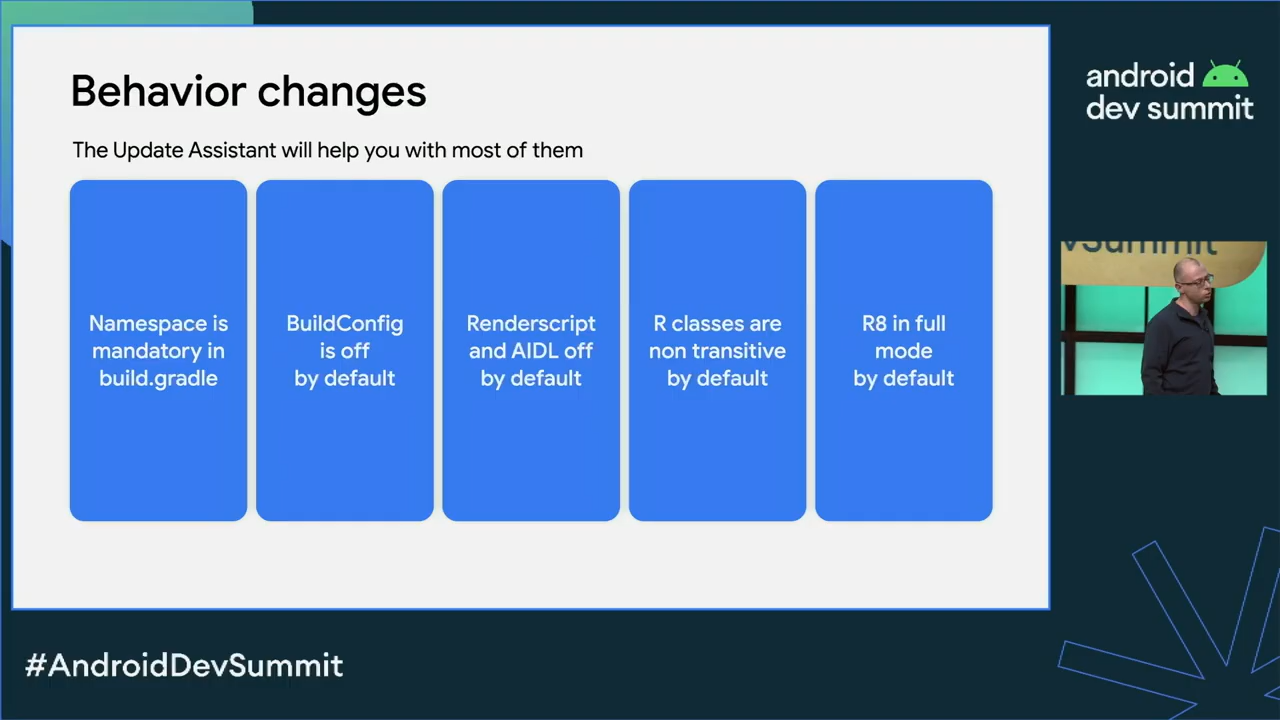 Behavior changes
The Update Assistant will help you with most of them
Namespace is
mandatory in
build.gradle
BuildConfig
is off
by default
Renderscript
and AIDL off
by default
R classes are
non transitive
by default
R8 in full
mode
by default
android
dev summit
vSummit
#AndroidDevSummit